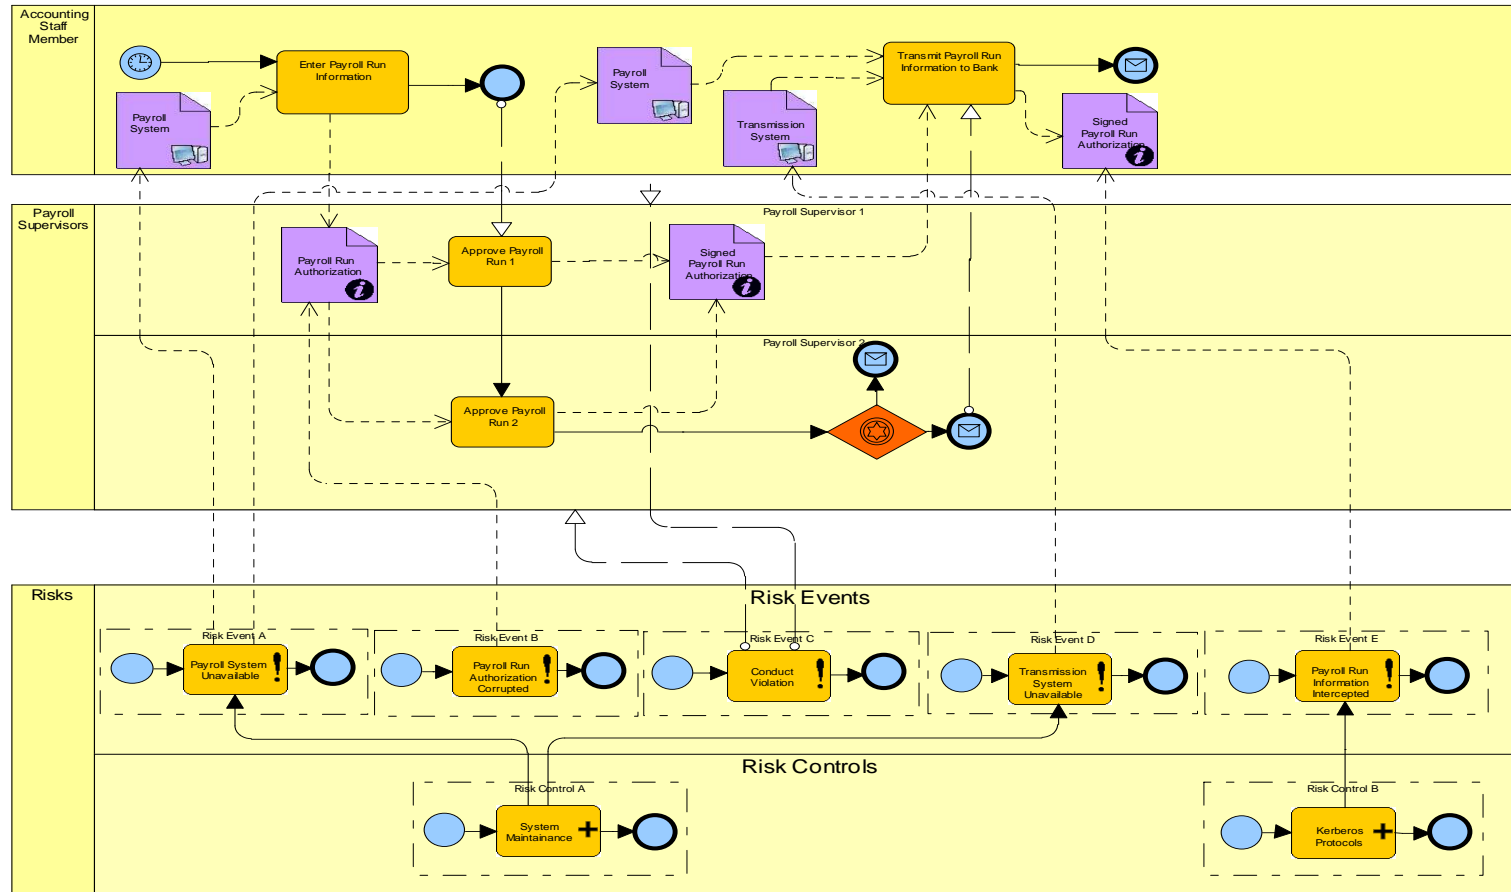 Accounting
Staff
Member
Enter Payroll Run
Information
Payroll
System
Payroll
System
Transmission
System
Transmit Payroll Run
Information to Bank
Signed
Payroll Run
Authorization
Payroll
Supervisors
Payroll Supervisor 1
Payroll Run
Authorization
Approve Payroll
Run 1
Signed
Payroll Run
Authorization
Payroll Supervisor 2
Approve Payroll
Run 2
Risks
Risk Events
Risk Event A
Payroll System
Unavailable
Risk Event B
Payroll Run
Authorization
Corrupted
Risk Event C
Conduct
Violation
Risk Event D
Transmission
System
Unavailable
Risk Event E
Payroll Run
Information
Intercepted
Risk Controls
Risk Control A
System
Maintainance
Risk Control B
Kerberos
Protocols